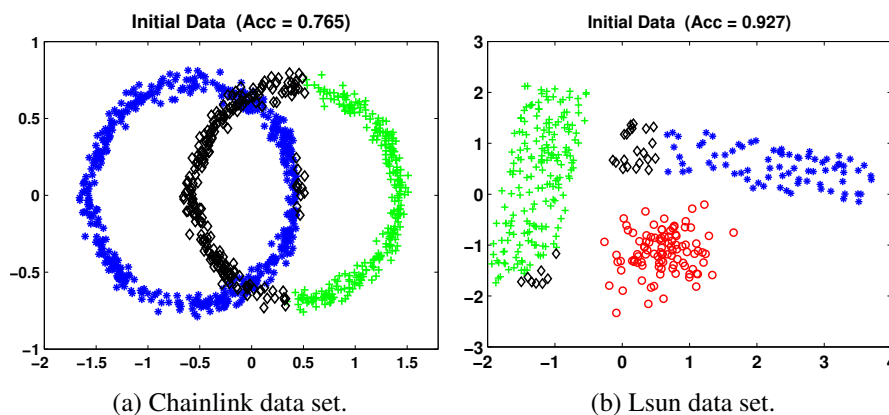 Initial Data (Acc = 0.765)
1
0.5
0
−0.5
−1
−2 −1.5 −1 −0.5 0 0.5 1 1.5
(a) Chainlink data set.
Initial Data (Acc = 0.927)
3
2
1
0
−1
−2
−3
−2 −1 0 1 2 3 4
(b) Lsun data set.